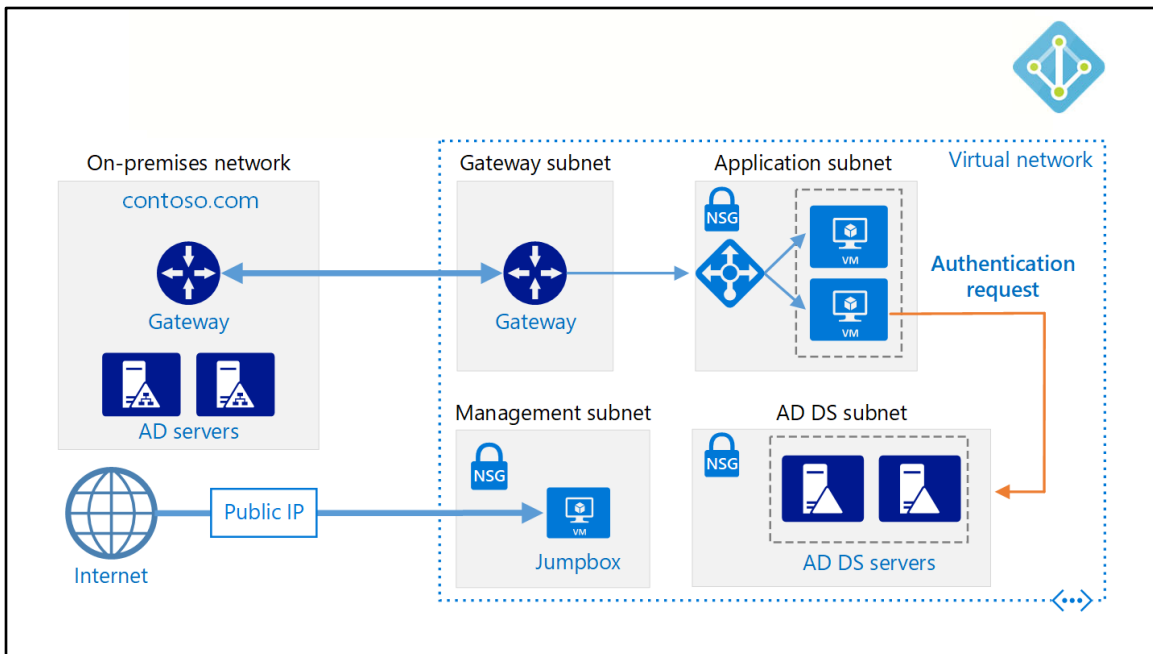 On-premises network
contoso.com
Gateway
AD servers
Gateway subnet
Gateway
Application subnet
NSG
VM
VM
Virtual network
Authentication
request
Management subnet
NSG
VM
Jumpbox
AD DS subnet
NSG
AD DS servers
Internet
Public IP